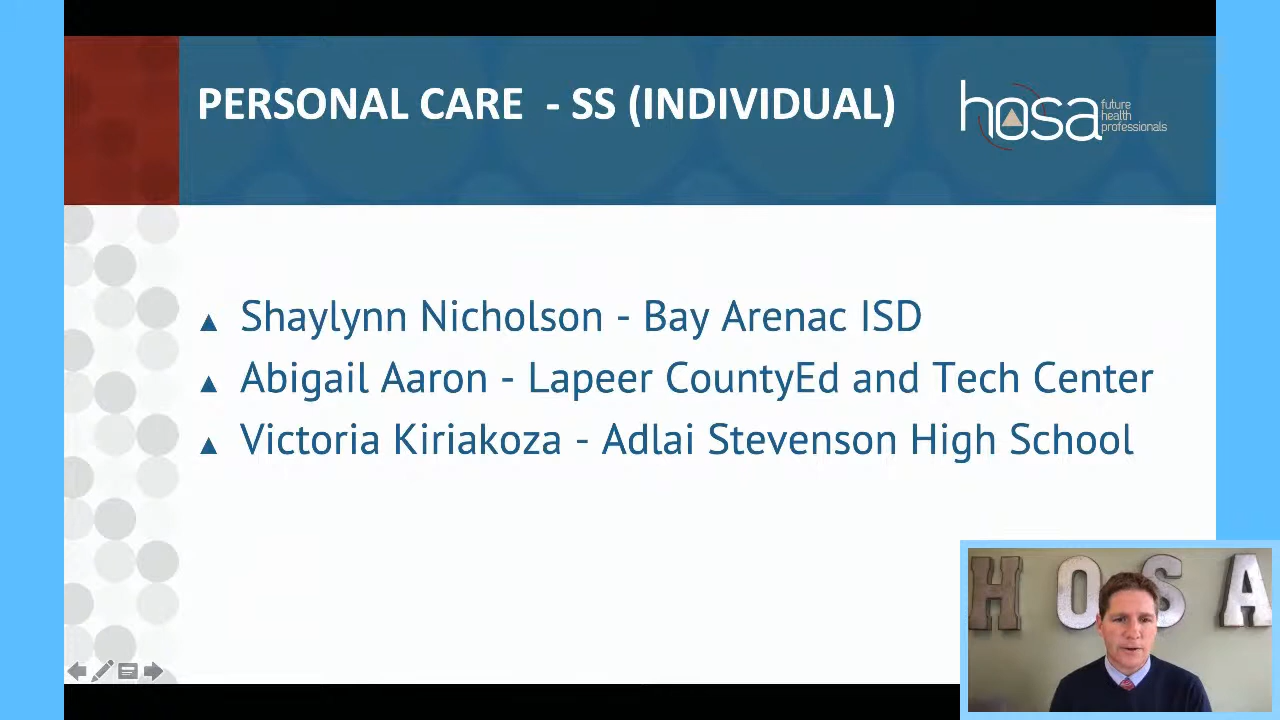 PERSONAL CARE - SS (INDIVIDUAL)
hosa
future
health
professionals
▲ Shaylynn Nicholson - Bay Arenac ISD
▲ Abigail Aaron - Lapeer CountyEd and Tech Center
▲ Victoria Kiriakoza - Adlai Stevenson High School
HOSA